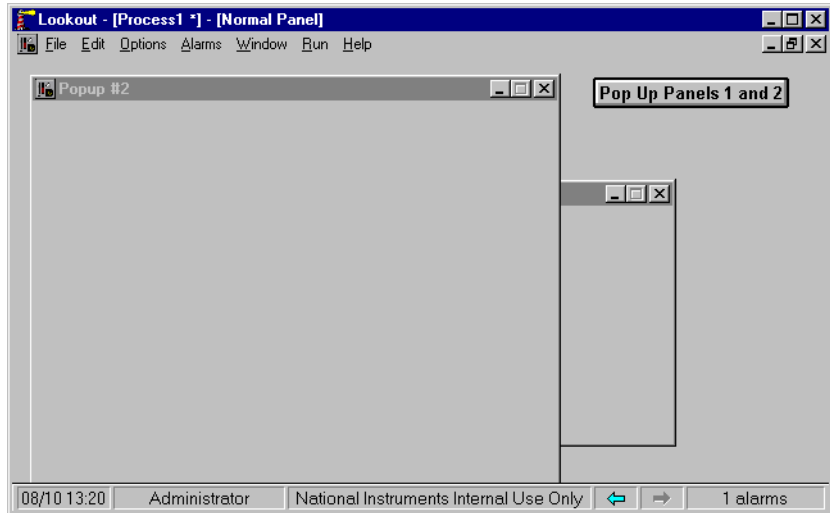 Lookout - [Process1 *] - [Normal Panel]
File Edit Options Alarms Window Run Help
Popup #2
Pop Up Panels 1 and 2
08/10 13:20 Administrator National Instruments Internal Use Only 1 alarms